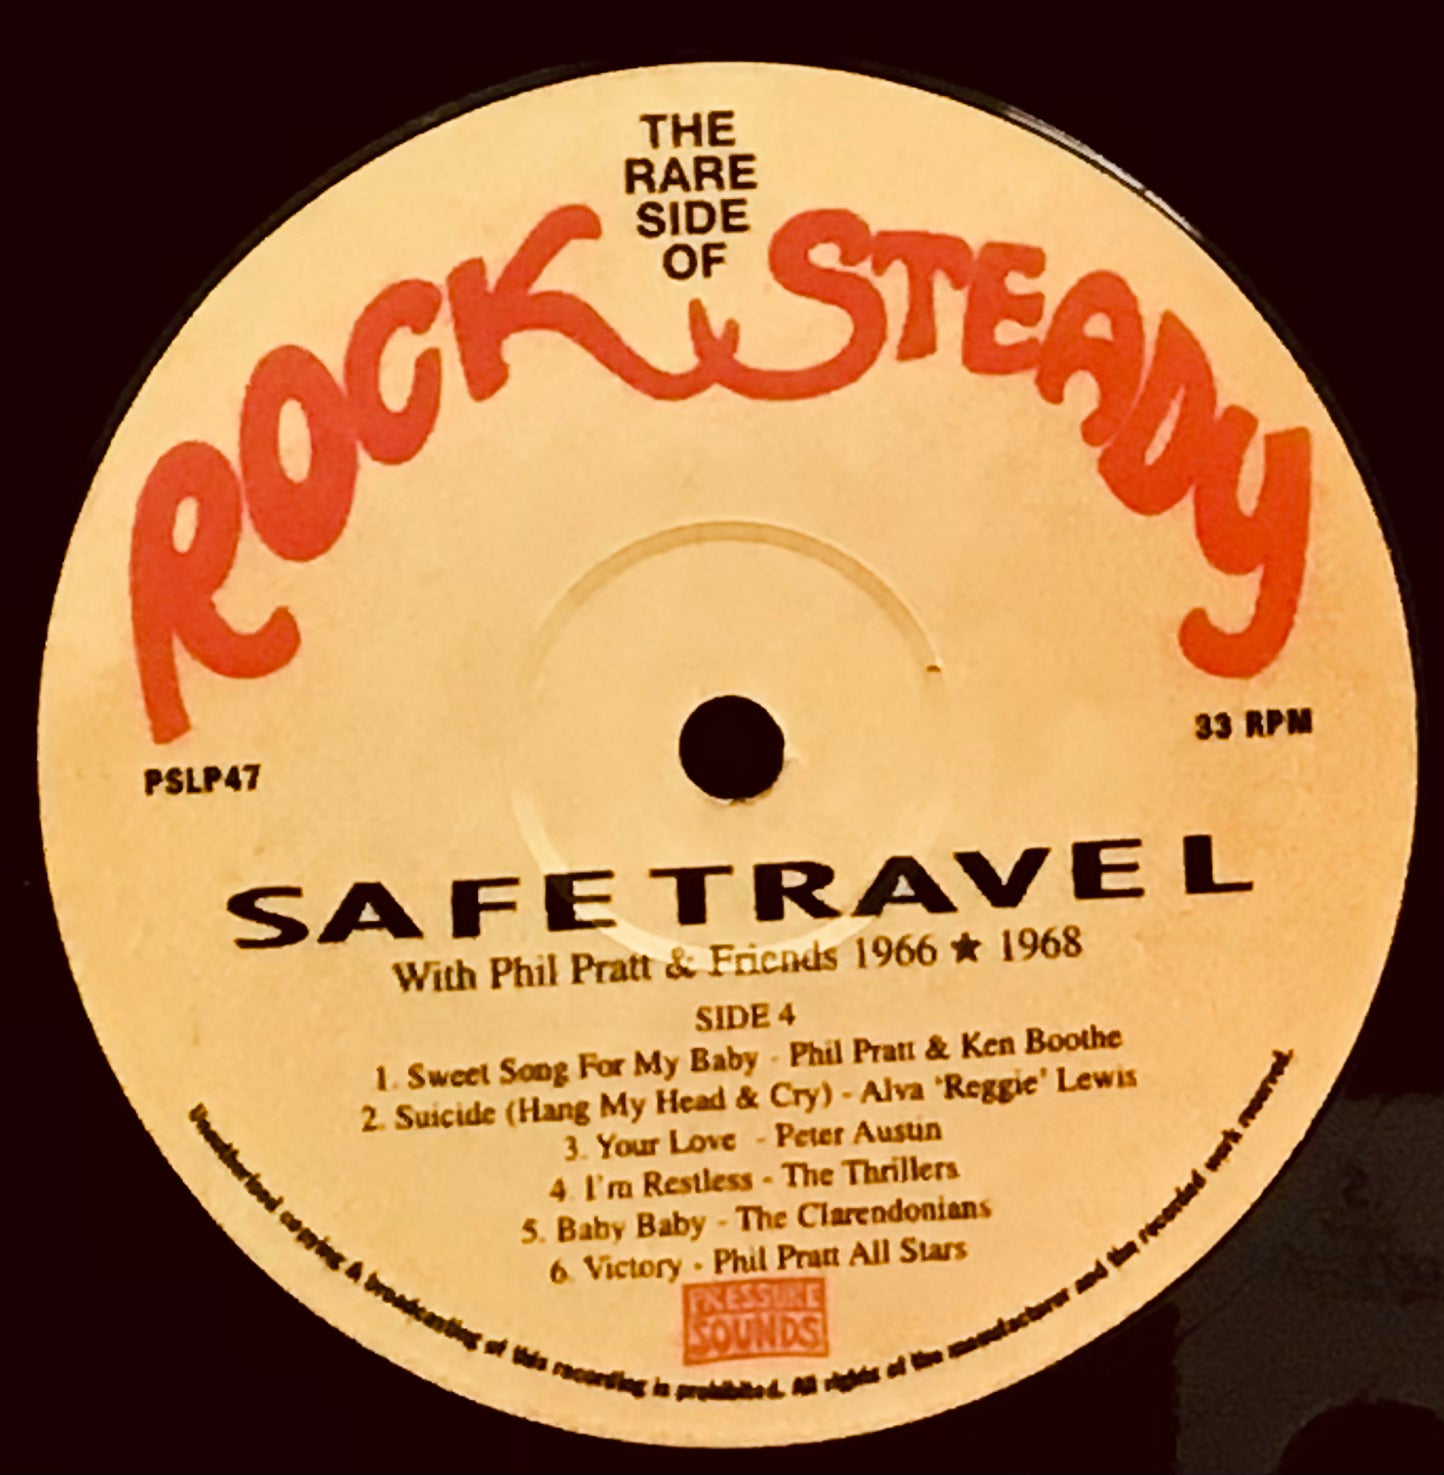 THE
RARE
SIDE
OF
ROCK STEADY
PSLP47
33 RPM
SAFE TRAVEL
With Phil Pratt & Friends 1966 ★ 1968
SIDE 4
1. Sweet Song For My Baby - Phil Pratt & Ken Boothe
2. Suicide (Hang My Head & Cry) - Alva 'Reggie' Lewis
3. Your Love - Peter Austin
4. I'm Restless - The Thrillers
5. Baby Baby - The Clarendonians
6. Victory - Phil Pratt All Stars
PRESSURE
SOUNDS
Unauthorised copying & broadcasting of this recording is prohibited. All rights of the manufacturer and the recorded work reserved.